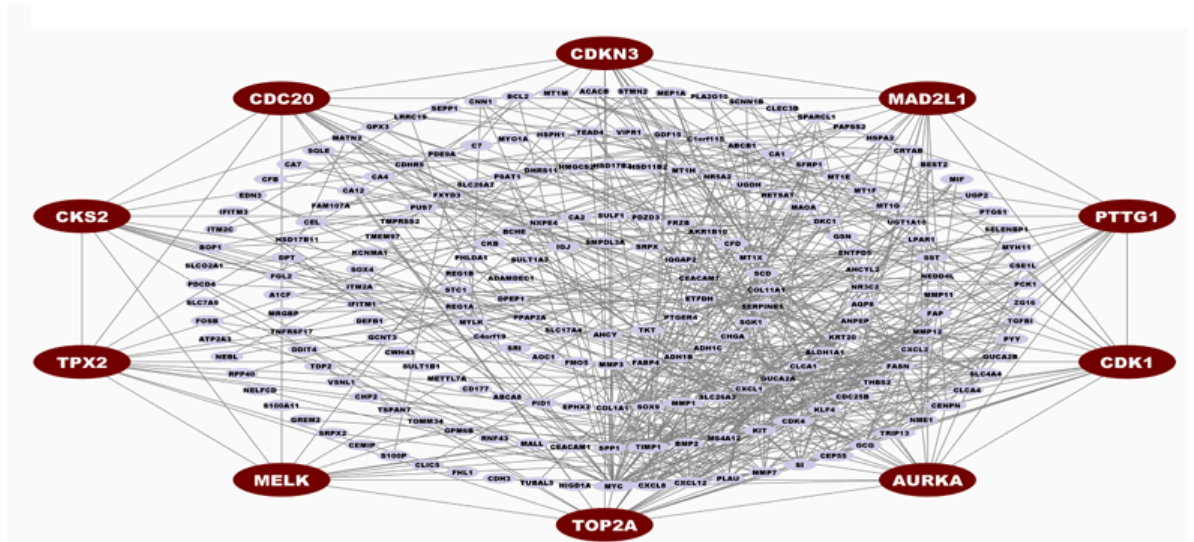 CDKN3
CDC20
MAD2L1
CKS2
PTTG1
TPX2
CDK1
MELK
AURKA
TOP2A
BCL2
MT1M
ACACB
STMN2
MEP1A
PLA2G10
SCNN1B
CLEC3B
SPARCL1
PAPSS2
HSPA2
CRYAB
BEST2
MIF
UGP2
PTGS1
SELENBP1
MYH11
CSE1L
PCK1
ZG16
TGFBI
PYY
GUCA2B
SLC4A4
CLCA4
CENPN
NME1
TRIP13
GCG
CEP55
SI
MMP7
PLAU
CXCL12
CXCL8
MYC
HIGD1A
TUBAL3
CDH3
FHL1
CLIC5
S100P
CEMIP
SRPX2
GREM2
S100A11
NELFCD
RPP40
NEBL
ATP2A3
FOSB
SLC7A5
PDCD4
SLCO2A1
BOP1
ITM2C
IFITM3
EDN3
CFB
CA7
SQLE
MATN2
GPX3
LRRC19
SEPP1
CNN1
TEAD4
VIPR1
GDF15
C1orf115
ABCB1
CA1
SFRP1
MT1E
MT1F
MT1G
UGT1A10
LPAR1
SST
NEDD4L
MMP11
FAP
MMP12
CXCL2
FASN
THBS2
CDC25B
KLF4
CDK4
KIT
MS4A12
BMP2
TIMP1
SPP1
CEACAM1
MALL
RNF43
GPM6B
TOMM34
TSPAN7
CHP2
VSNL1
TDP2
DDIT4
TNFRSF17
MRGBP
A1CF
FGL2
DPT
HSD17B11
CEL
FAM107A
CA12
CA4
CDHR5
PDE9A
C7
MYO1A
HSPH1
HMGCS2
HSD17B2
HSD11B2
MT1H
NR5A2
UGDH
RETSAT
MAOA
DKC1
GSN
ENTPD5
AHCYL2
NR3C2
AQP8
ANPEP
KRT20
ALDH1A1
CLCA1
GUCA2A
CXCL1
SLC26A3
MMP1
SOX9
COL1A1
EPHX2
PID1
ABCA8
CD177
METTL7A
SULT1B1
CWH43
GCNT3
DEFB1
IFITM1
ITM2A
SOX4
KCNMA1
TMEM97
TMPRSS2
PUS7
FXYD3
SLC26A2
PSAT1
DHRS11
NXPE4
CA2
SULF1
PDZD3
FRZB
AKR1B10
CFD
MT1X
SCD
COL11A1
SERPINE5
SGK1
CHGA
ADH1C
ADH1B
FABP4
MMP3
FMO5
AOC1
SRI
C4orf19
MYLK
REG1A
STC1
REG1B
PHLDA1
CKB
BCHE
IGJ
SMPDL3A
SRPX
IQGAP2
CEACAM7
ETFDH
PTGER4
TKT
AHCY
SLC17A4
PPAP2A
DPEP1
ADAMDEC1
SULT1A2